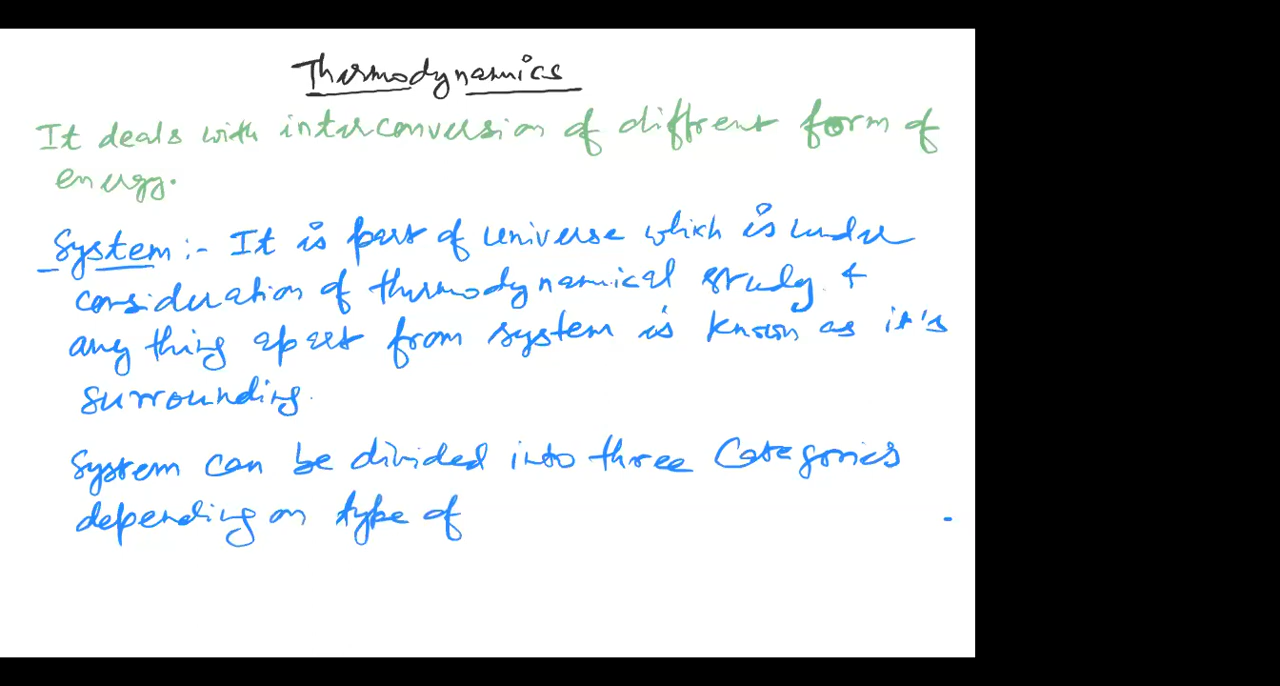 Thermodynamics
It deals with interconversion of different form of
energy.
System :- It is part of universe which is under
consideration of thermodynamical study &
any thing apart from system is known as it's
surrounding.
System can be divided into three Categories
depending on type of